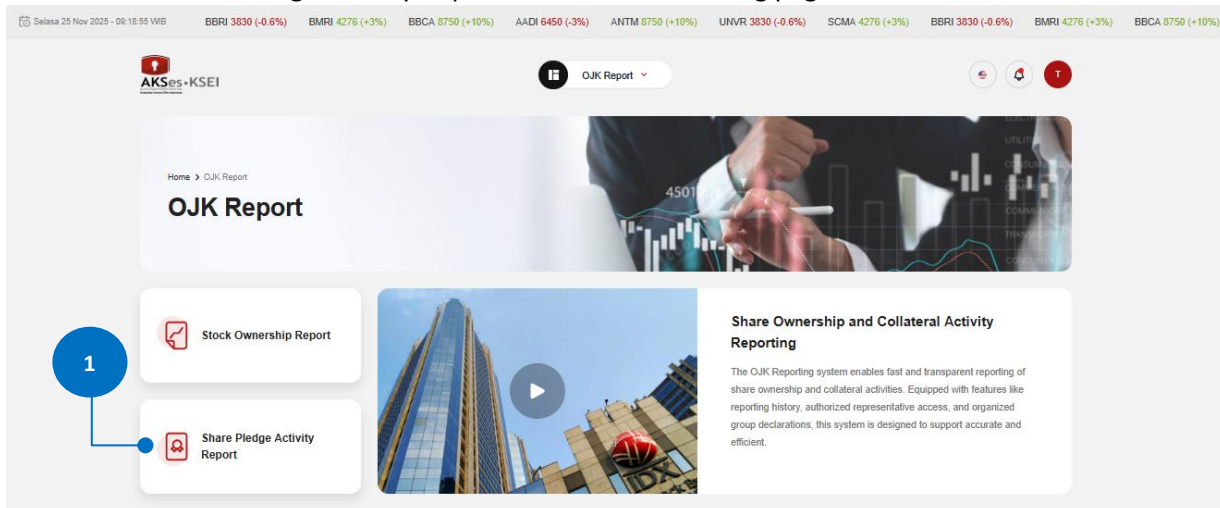 Selasa 25 Nov 2025 - 09:18:55 WIB BBRI 3830 (-0.6%) BMRI 4276 (+3%) BBCA 8750 (+10%) AADI 6450 (-3%) ANTM 8750 (+10%) UNVR 3830 (-0.6%) SCMA 4276 (+3%) BBRI 3830 (-0.6%) BMRI 4276 (+3%) BBCA 8750 (+10%)
AKSes•KSEI
OJK Report
T
Home > OJK Report
OJK Report
4501
Stock Ownership Report
1
Share Pledge Activity
Report
IDX
Share Ownership and Collateral Activity
Reporting
The OJK Reporting system enables fast and transparent reporting of
share ownership and collateral activities. Equipped with features like
reporting history, authorized representative access, and organized
group declarations, this system is designed to support accurate and
efficient.